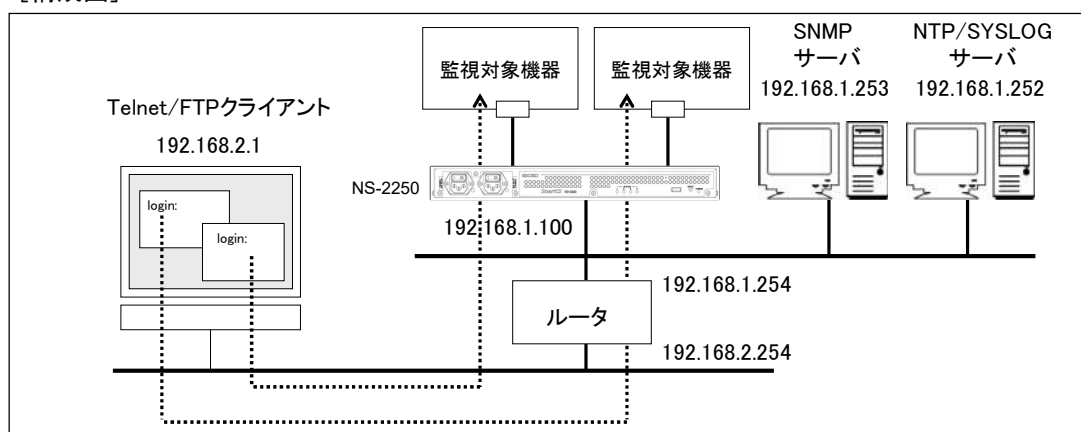 SNMP
サーバ
192.168.1.253
NTP/SYSLOG
サーバ
192.168.1.252
監視対象機器
監視対象機器
Telnet/FTPクライアント
192.168.2.1
login:
login:
NS-2250
192.168.1.100
192.168.1.254
ルータ
192.168.2.254